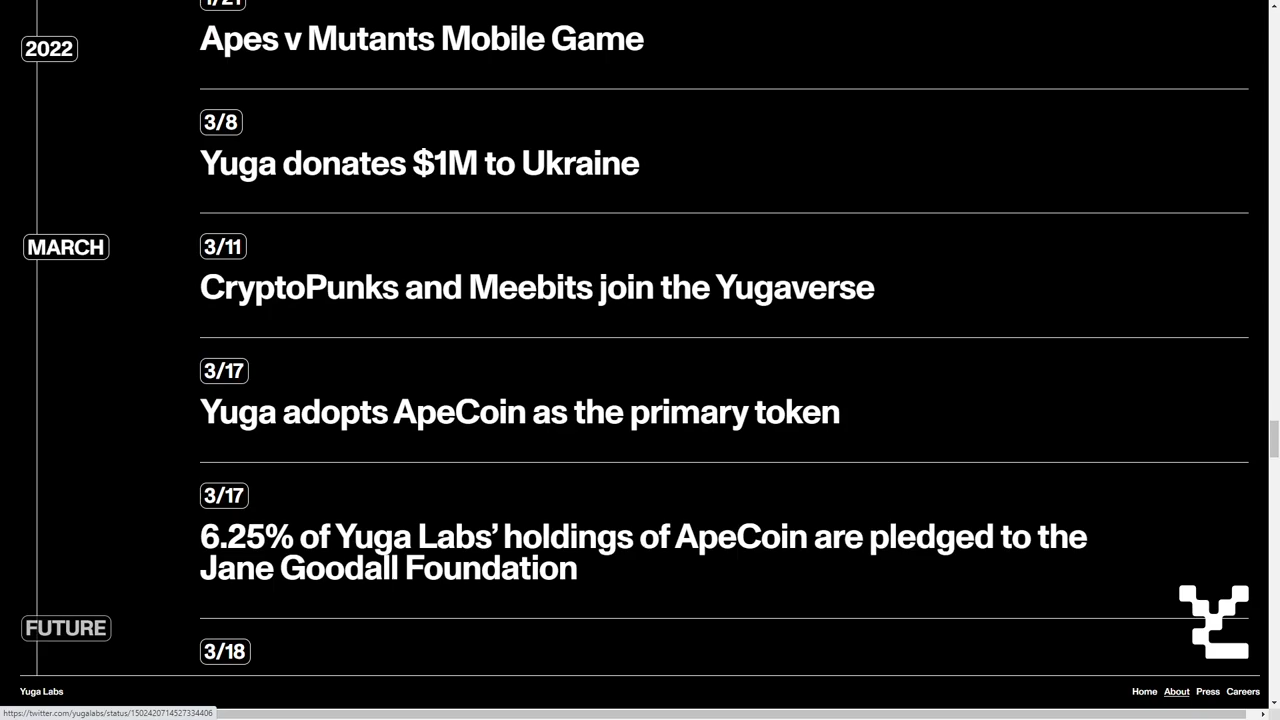 1/21
Apes v Mutants Mobile Game
2022
3/8
Yuga donates $1M to Ukraine
MARCH
3/11
CryptoPunks and Meebits join the Yugaverse
3/17
Yuga adopts ApeCoin as the primary token
3/17
6.25% of Yuga Labs’ holdings of ApeCoin are pledged to the
Jane Goodall Foundation
FUTURE
3/18
Yuga Labs
Home About Press Careers
https://twitter.com/yugalabs/status/1502420714527334406